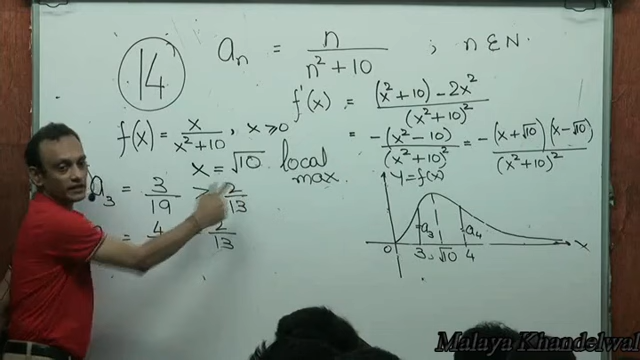 14
aₙ = n / (n² + 10) ; n ∈ N.
f'(x) = ((x² + 10) − 2x²) / (x² + 10)²
f(x) = x / (x² + 10) , x ≥ 0
= −(x² − 10) / (x² + 10)² = −(x + √10)(x − √10) / (x² + 10)²
x = √10 local max.
a₃ = 3/19 > 2/13
= 4 2/13
Y = f(x)
a₃ a₄
0 3 √10 4 x
Malaya Khandelwal